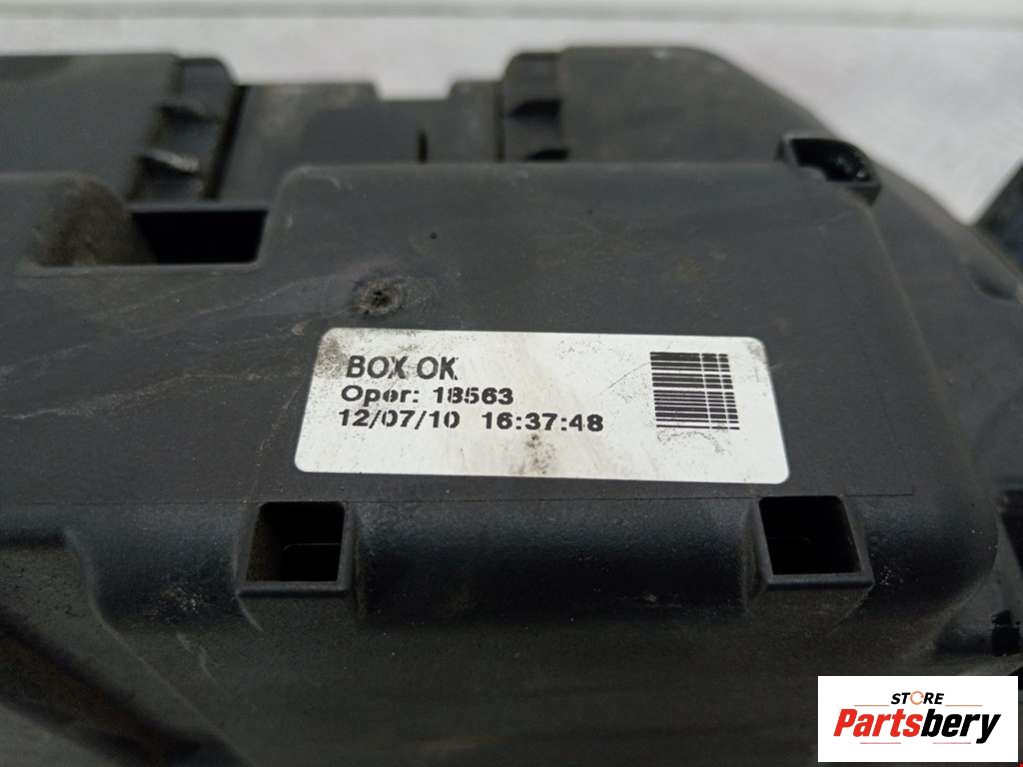 BOX OK
Oper: 18563
12/07/10 16:37:48
STORE
Partsbery